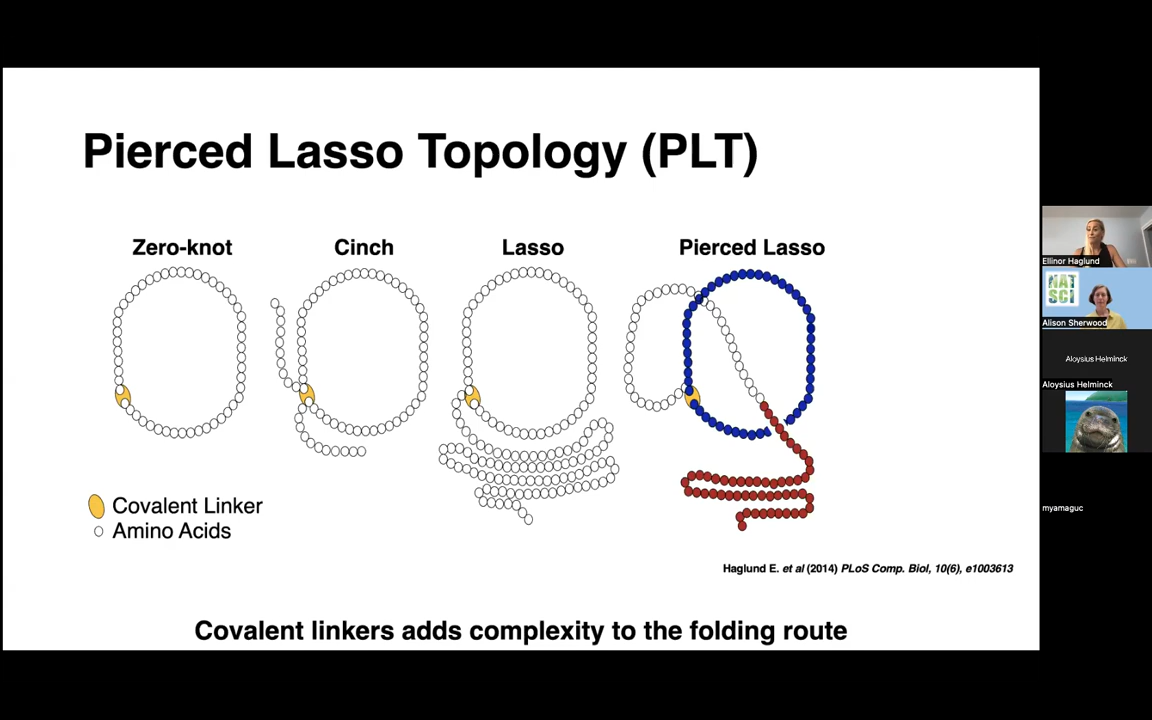 Pierced Lasso Topology (PLT)
Zero-knot
Cinch
Lasso
Pierced Lasso
Covalent Linker
Amino Acids
Haglund E. et al (2014) PLoS Comp. Biol, 10(6), e1003613
Covalent linkers adds complexity to the folding route
Ellinor Haglund
NAT
SCI
Alison Sherwood
Aloysius Helminck
Aloysius Helminck
myamaguc